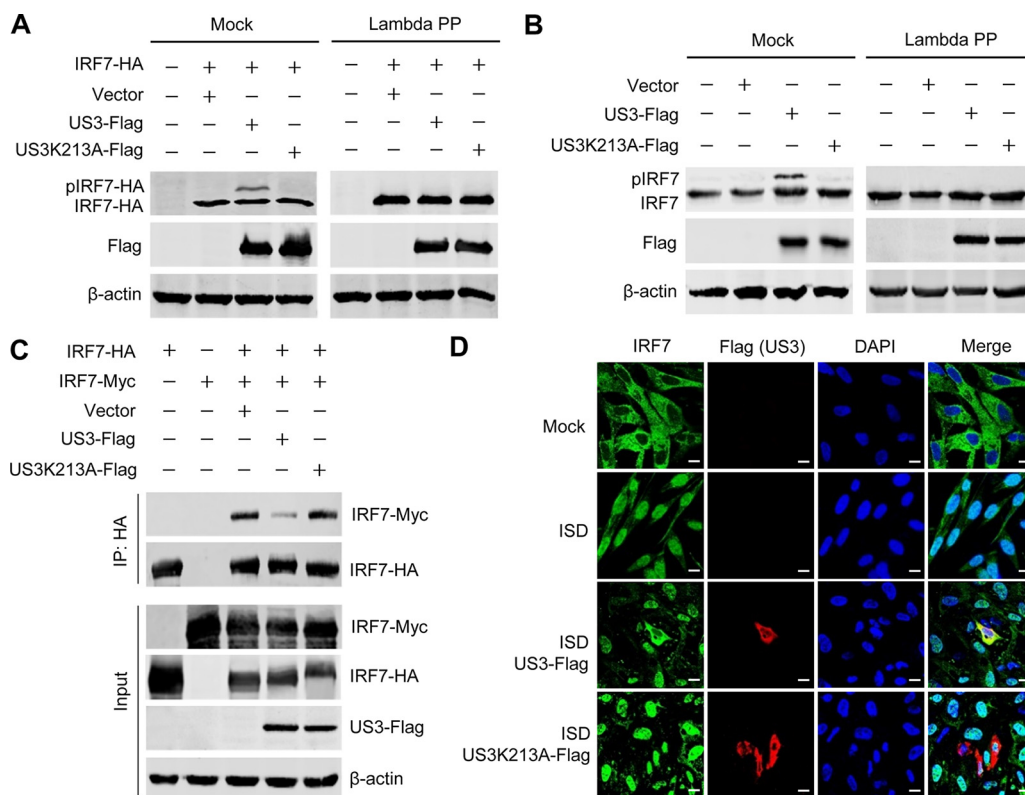 A
Mock Lambda PP
IRF7-HA − + + + − + + +
Vector − + − − − + − −
US3-Flag − − + − − − + −
US3K213A-Flag − − − + − − − +
pIRF7-HA
IRF7-HA
Flag
β-actin
B
Mock Lambda PP
Vector − + − − − + − −
US3-Flag − − + − − − + −
US3K213A-Flag − − − + − − − +
pIRF7
IRF7
Flag
β-actin
C
IRF7-HA + − + + +
IRF7-Myc − + + + +
Vector − − + − −
US3-Flag − − − + −
US3K213A-Flag − − − − +
IP: HA
IRF7-Myc
IRF7-HA
Input
IRF7-Myc
IRF7-HA
US3-Flag
β-actin
D
IRF7 Flag (US3) DAPI Merge
Mock
ISD
ISD
US3-Flag
ISD
US3K213A-Flag